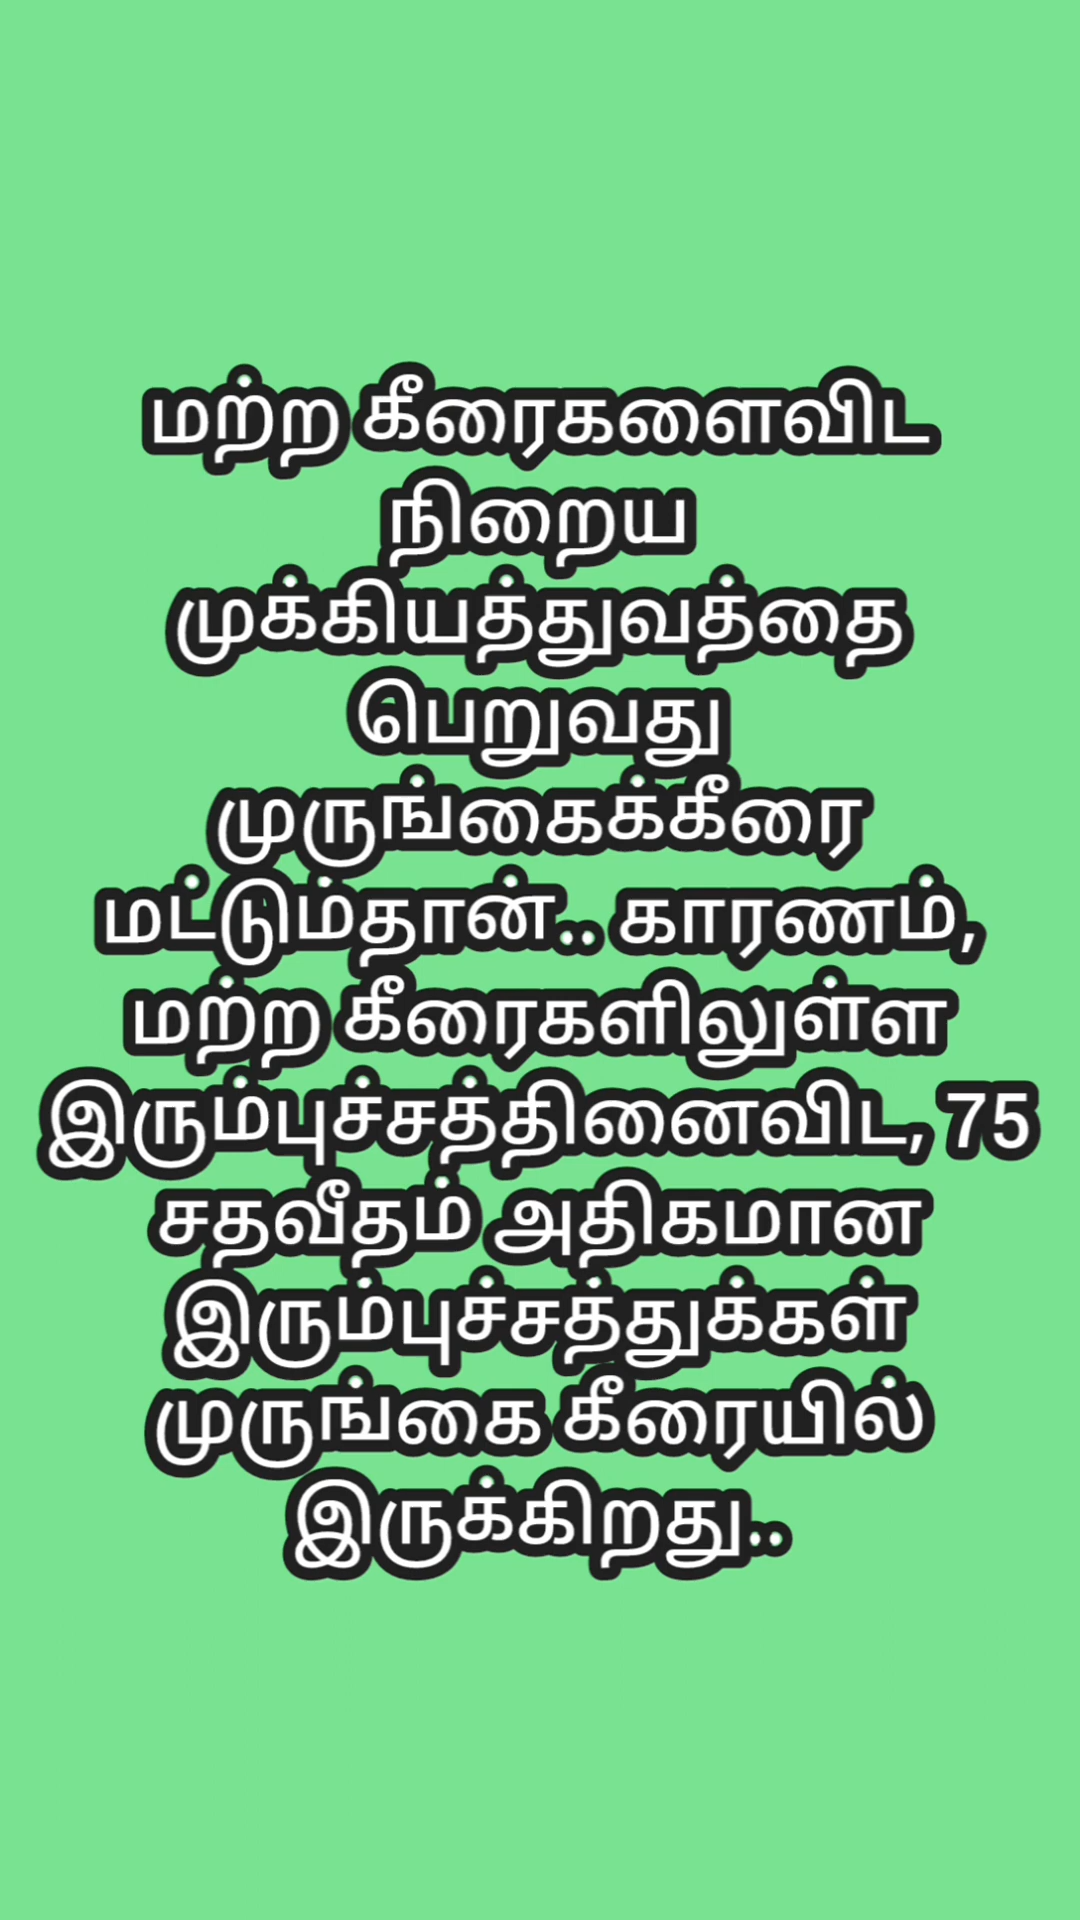 மற்ற கீரைகளைவிட
நிறைய
முக்கியத்துவத்தை
பெறுவது
முருங்கைக்கீரை
மட்டும்தான்.. காரணம்,
மற்ற கீரைகளிலுள்ள
இரும்புச்சத்தினைவிட, 75
சதவீதம் அதிகமான
இரும்புச்சத்துக்கள்
முருங்கை கீரையில்
இருக்கிறது..